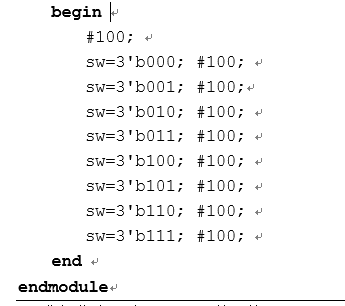 begin
#100;
sw=3'b000; #100;
sw=3'b001; #100;
sw=3'b010; #100;
sw=3'b011; #100;
sw=3'b100; #100;
sw=3'b101; #100;
sw=3'b110; #100;
sw=3'b111; #100;
end
endmodule